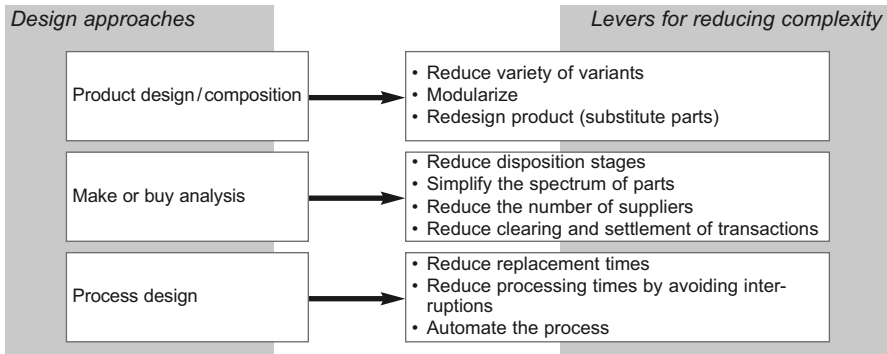 Design approaches
Levers for reducing complexity
Product design/composition
• Reduce variety of variants
• Modularize
• Redesign product (substitute parts)
Make or buy analysis
• Reduce disposition stages
• Simplify the spectrum of parts
• Reduce the number of suppliers
• Reduce clearing and settlement of transactions
Process design
• Reduce replacement times
• Reduce processing times by avoiding inter-
ruptions
• Automate the process